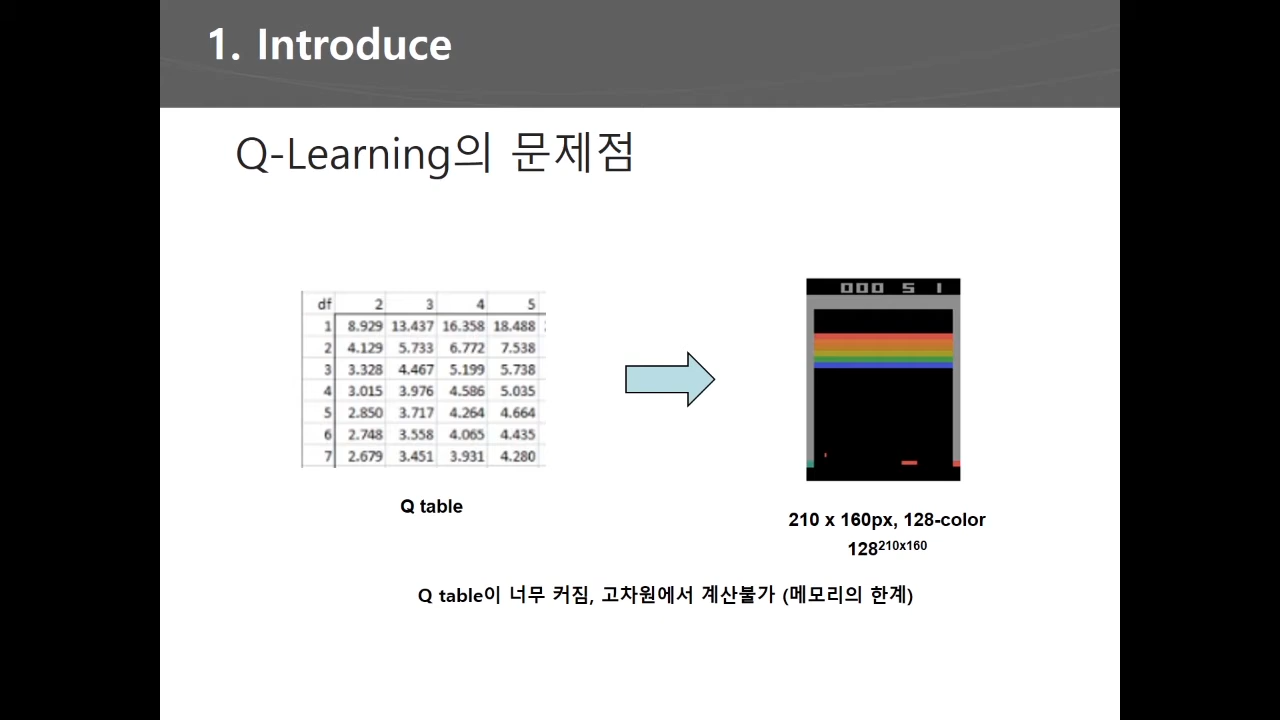 1. Introduce
Q-Learning의 문제점
df 2 3 4 5
1 8.929 13.437 16.358 18.488
2 4.129 5.733 6.772 7.538
3 3.328 4.467 5.199 5.738
4 3.015 3.976 4.586 5.035
5 2.850 3.717 4.264 4.664
6 2.748 3.558 4.065 4.435
7 2.679 3.451 3.931 4.280
Q table
000 5 1
210 x 160px, 128-color
128²¹⁰ˣ¹⁶⁰
Q table이 너무 커짐, 고차원에서 계산불가 (메모리의 한계)